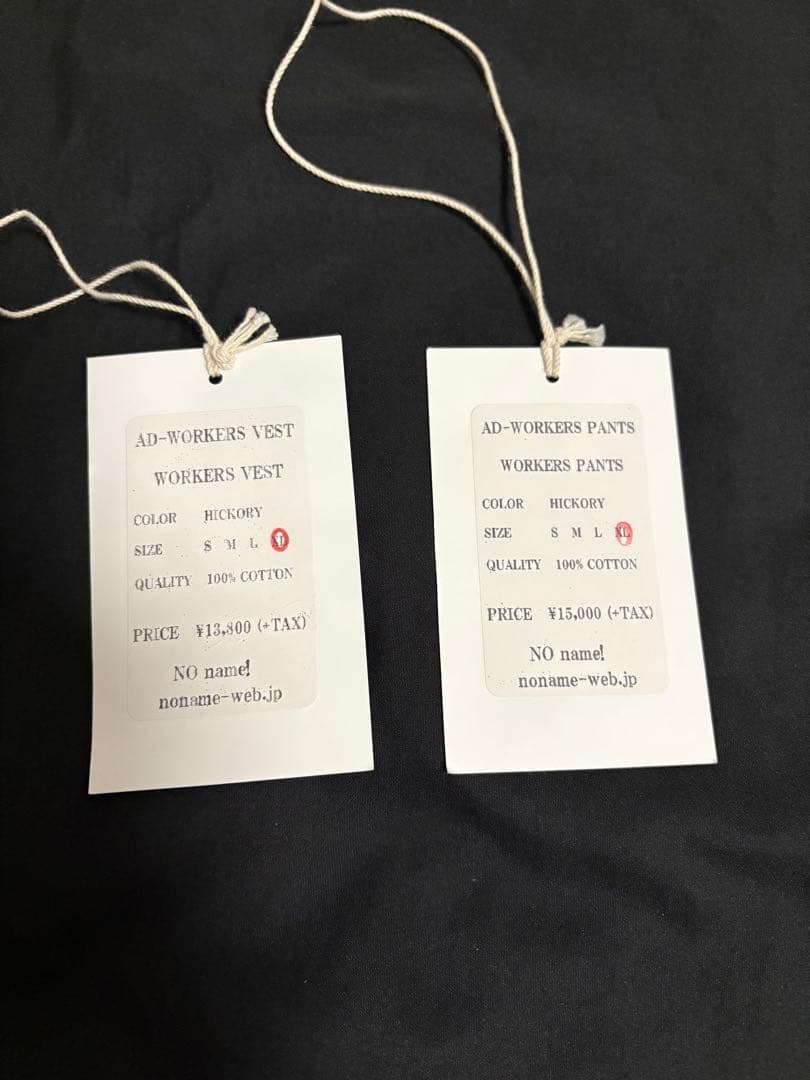 AD-WORKERS VEST
WORKERS VEST
COLOR HICKORY
SIZE S M L XL
QUALITY 100% COTTON
PRICE ¥13,800 (+TAX)
NO name!
noname-web.jp
AD-WORKERS PANTS
WORKERS PANTS
COLOR HICKORY
SIZE S M L XL
QUALITY 100% COTTON
PRICE ¥15,000 (+TAX)
NO name!
noname-web.jp